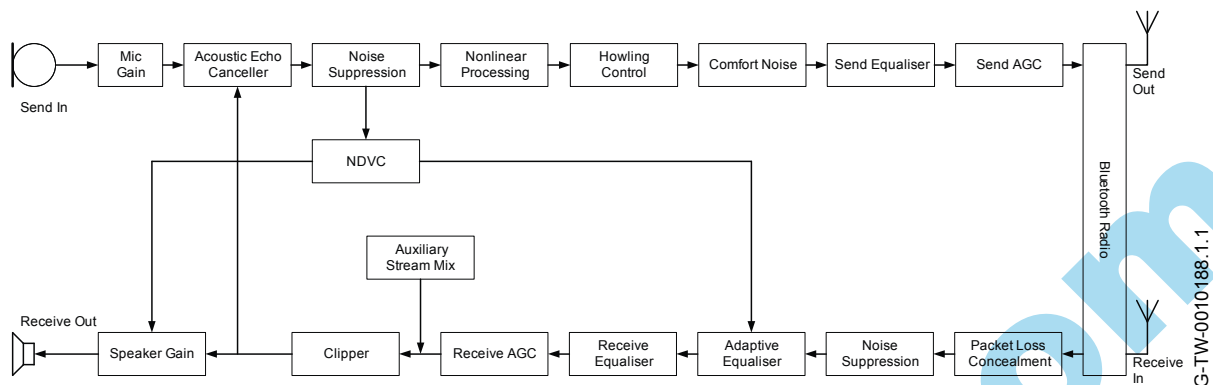 Mic
Gain
Acoustic Echo
Canceller
Noise
Suppression
Nonlinear
Processing
Howling
Control
Comfort Noise
Send Equaliser
Send AGC
Send In
Send
Out
NDVC
Bluetooth Radio
Auxiliary
Stream Mix
Receive Out
Speaker Gain
Clipper
Receive AGC
Receive
Equaliser
Adaptive
Equaliser
Noise
Suppression
Packet Loss
Concealment
Receive
In
G-TW-0010188.1.1
om